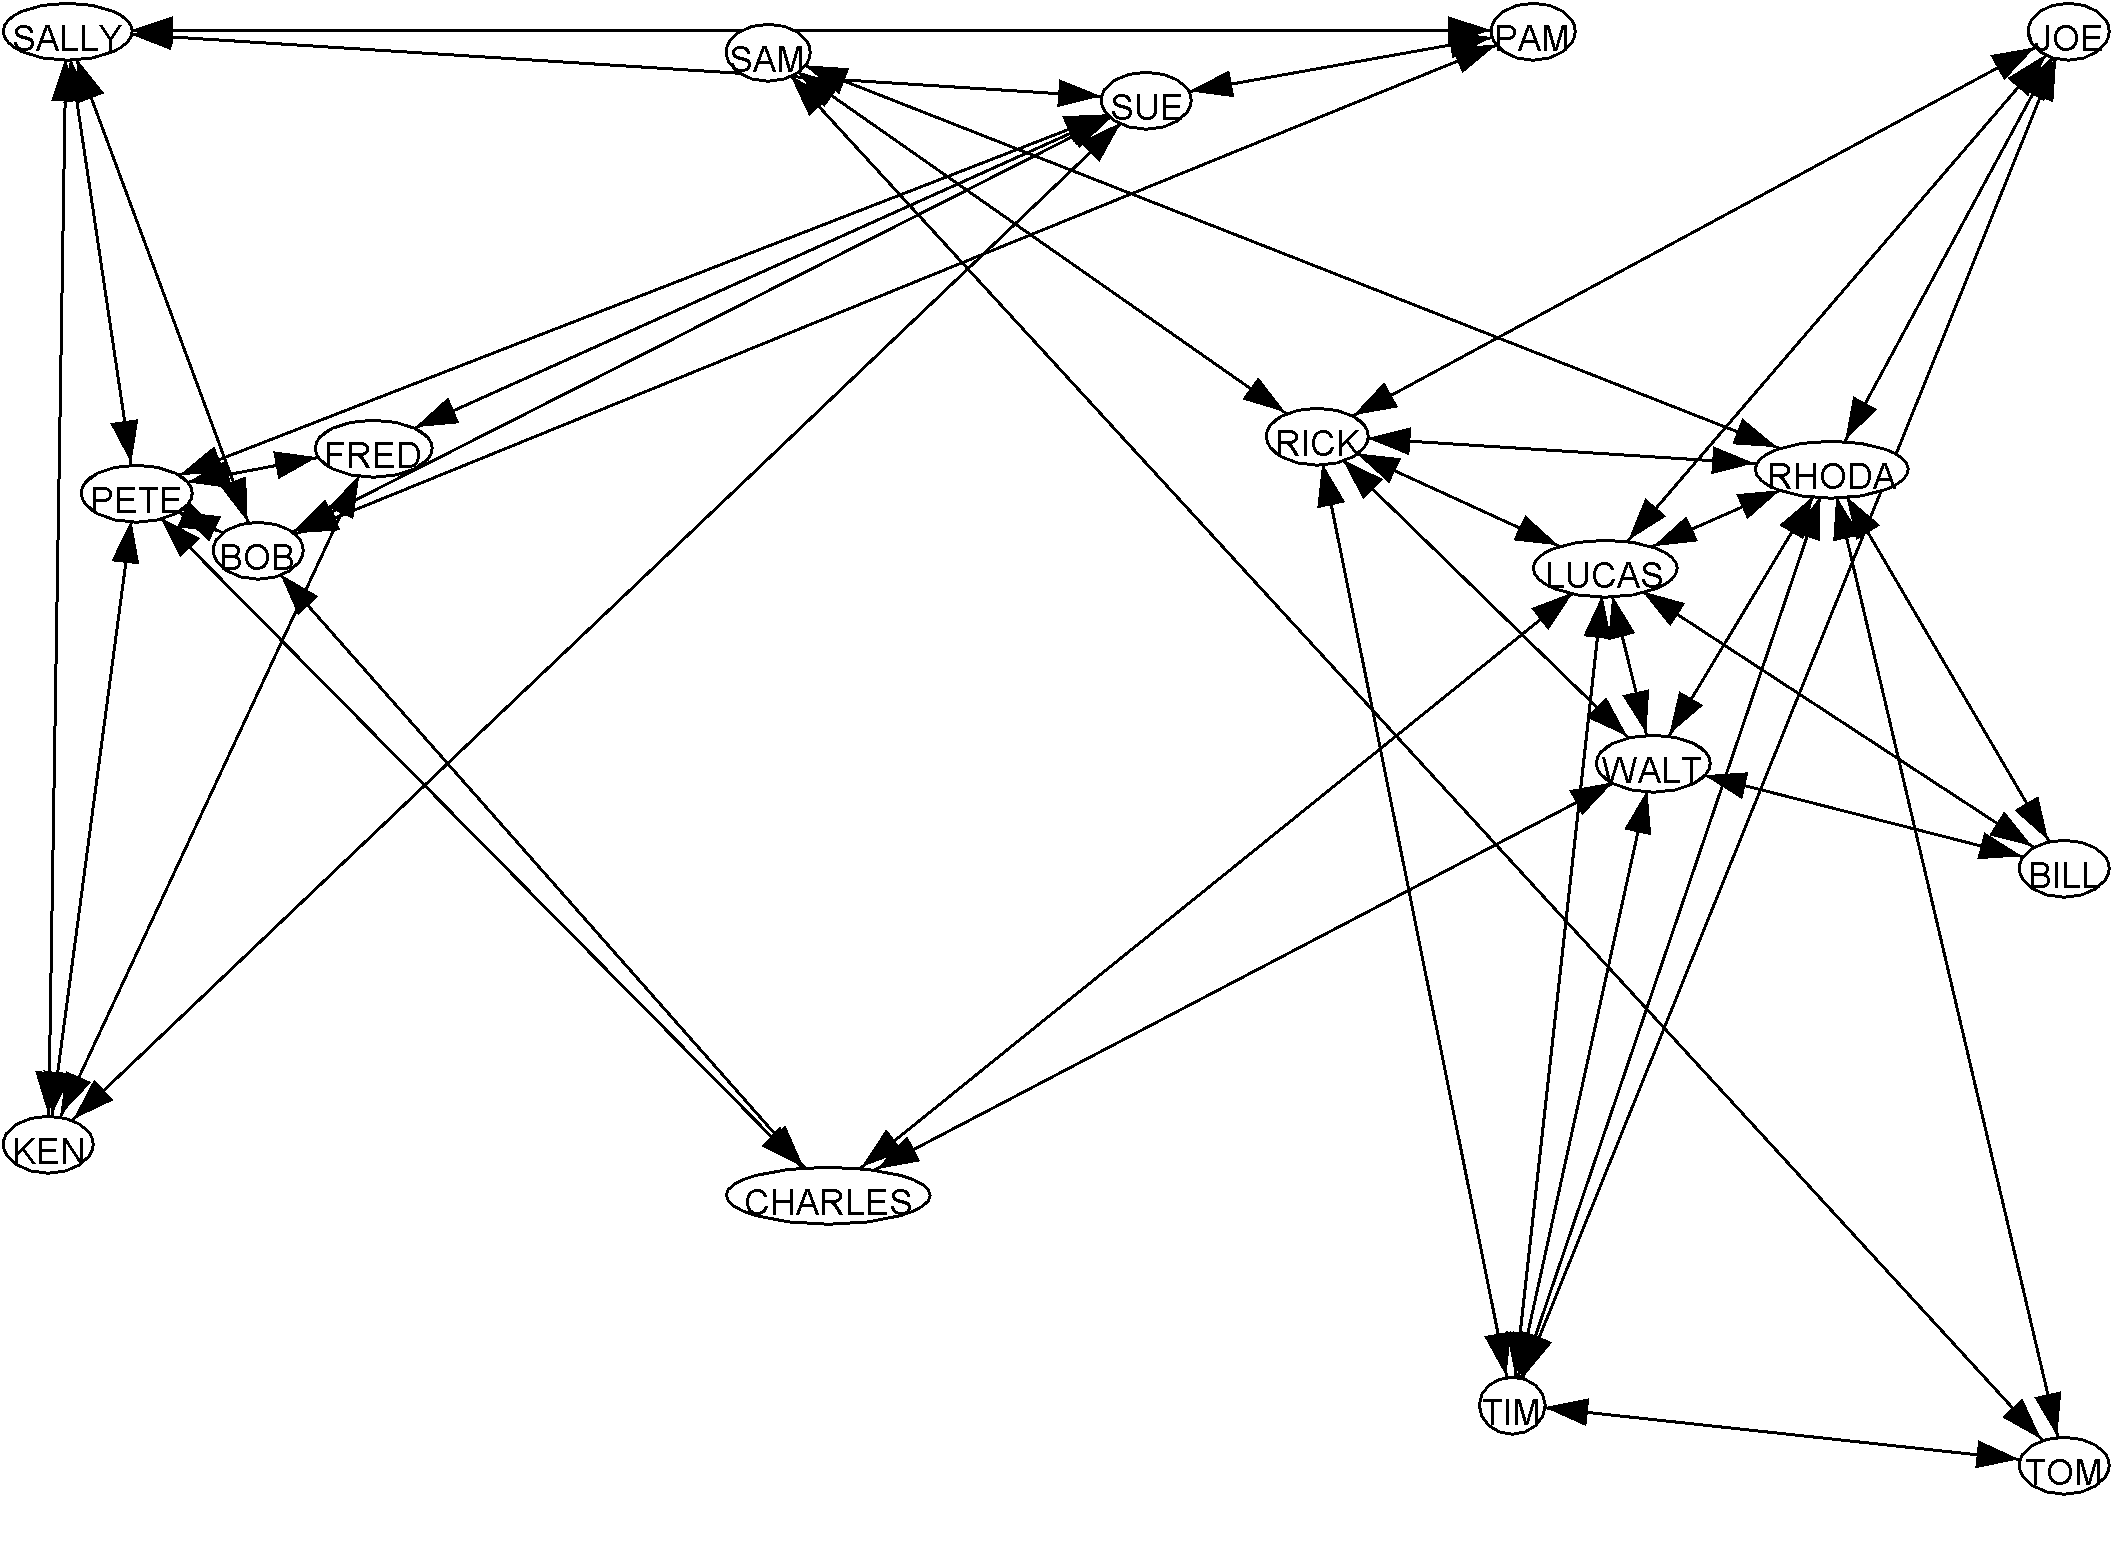 SALLY
SAM
PAM
JOE
SUE
RICK
FRED
RHODA
PETE
BOB
LUCAS
WALT
BILL
KEN
CHARLES
TIM
TOM